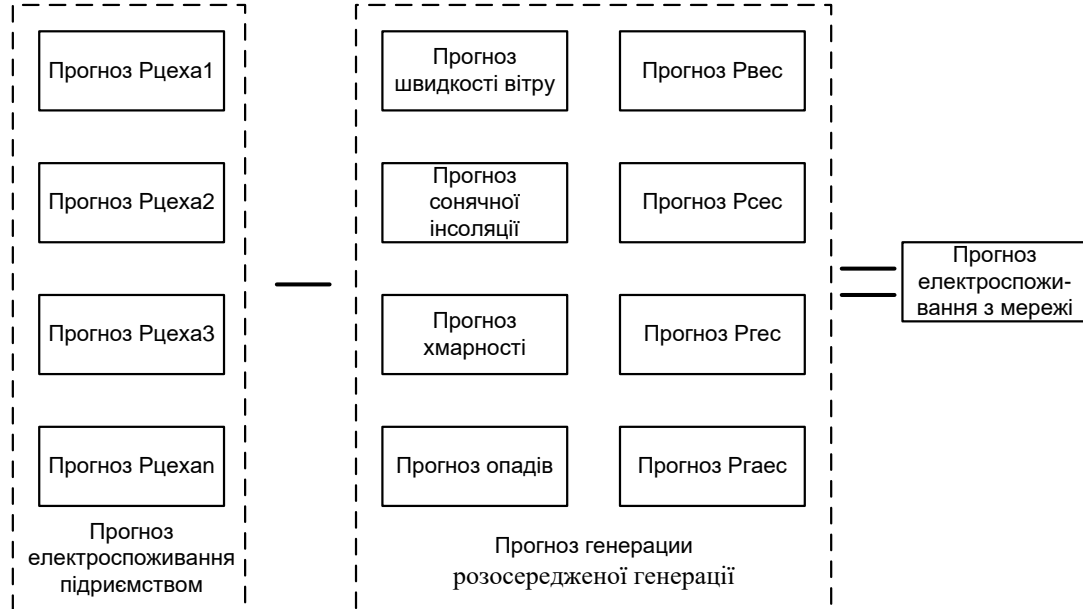 Прогноз Рцеха1
Прогноз Рцеха2
Прогноз Рцеха3
Прогноз Рцехаn
Прогноз
електроспоживання
підриємством
Прогноз
швидкості вітру
Прогноз
сонячної
інсоляції
Прогноз
хмарності
Прогноз опадів
Прогноз Рвес
Прогноз Рсес
Прогноз Ргес
Прогноз Ргаес
Прогноз генерации
розосередженої генерації
Прогноз
електроспожи-
вання з мережі